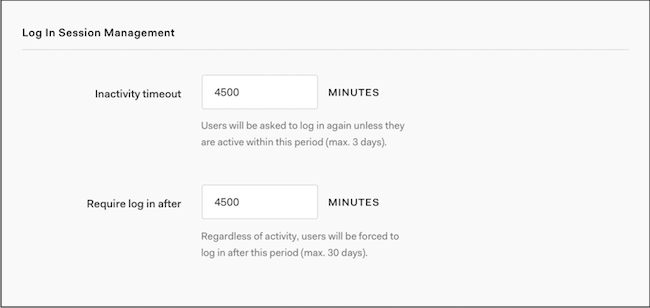 Log In Session Management
Inactivity timeout 4500 MINUTES
Users will be asked to log in again unless they
are active within this period (max. 3 days).
Require log in after 4500 MINUTES
Regardless of activity, users will be forced to
log in after this period (max. 30 days).